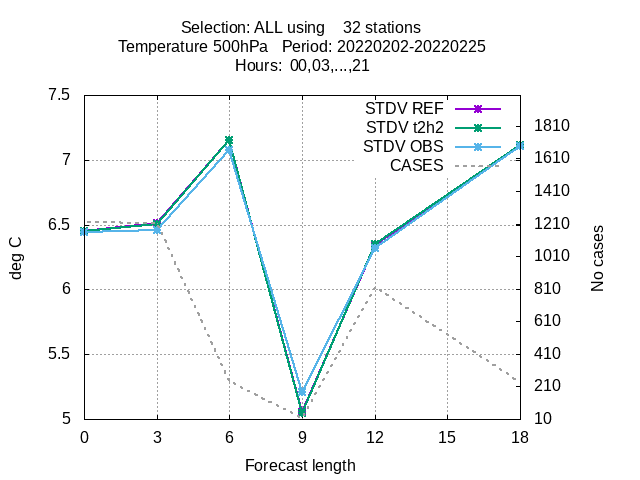 Selection: ALL using    32 stations
Temperature 500hPa   Period: 20220202-20220225
Hours:  00,03,...,21
STDV REF
STDV t2h2
STDV OBS
CASES
7.5
7
6.5
6
5.5
5
deg C
1810
1610
1410
1210
1010
810
610
410
210
10
No cases
0 3 6 9 12 15 18
Forecast length